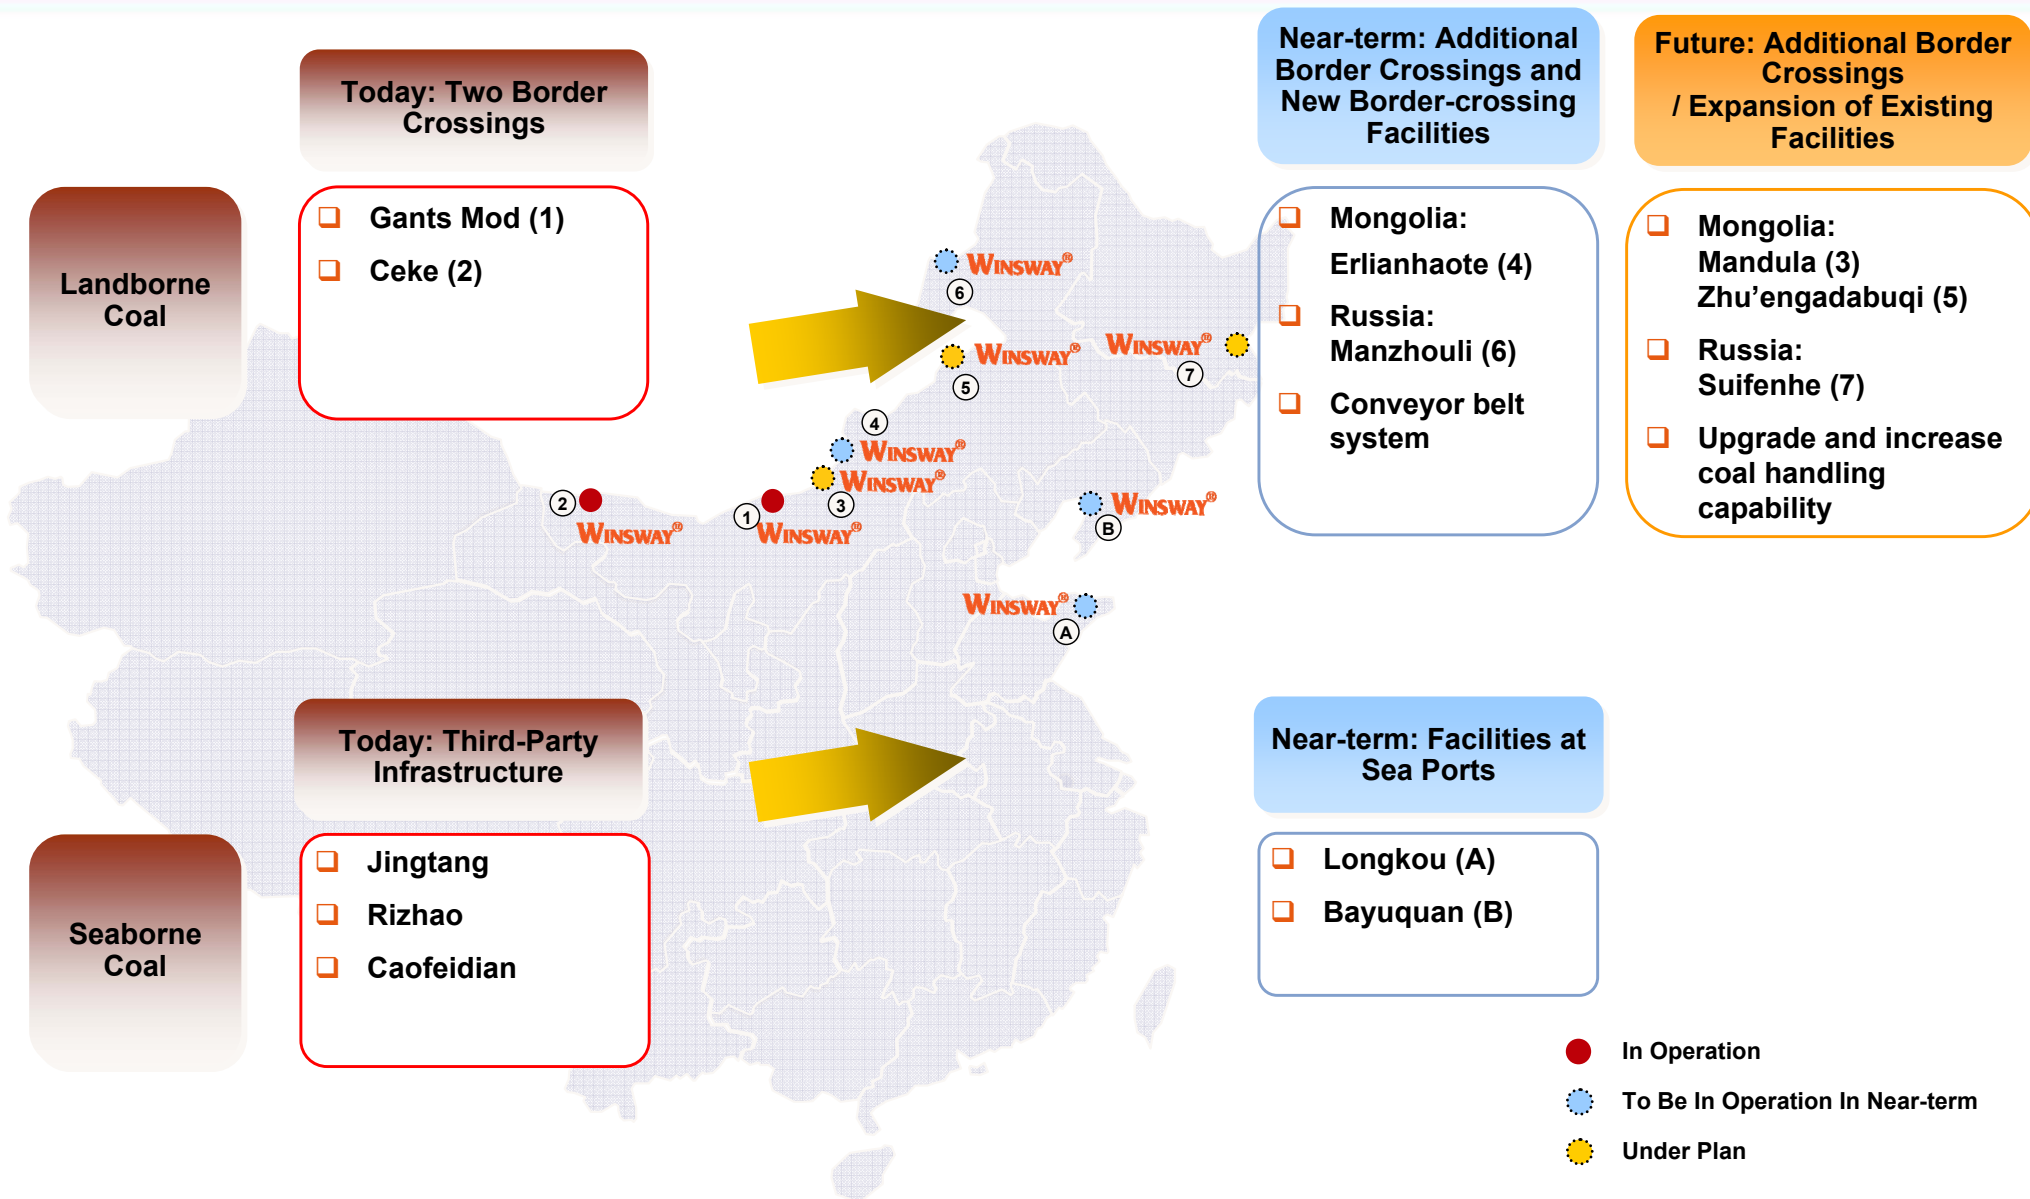 Today: Two Border
Crossings
Near-term: Additional
Border Crossings and
New Border-crossing
Facilities
Future: Additional Border
Crossings
/ Expansion of Existing
Facilities
Landborne
Coal
❑ Gants Mod (1)
❑ Ceke (2)
❑ Mongolia:
Erlianhaote (4)
❑ Russia:
Manzhouli (6)
❑ Conveyor belt
system
❑ Mongolia:
Mandula (3)
Zhu’engadabuqi (5)
❑ Russia:
Suifenhe (7)
❑ Upgrade and increase
coal handling
capability
WINSWAY®
6
WINSWAY®
5
WINSWAY®
7
4
WINSWAY®
WINSWAY®
3
2
WINSWAY®
1
WINSWAY®
WINSWAY®
B
WINSWAY®
A
Today: Third-Party
Infrastructure
Near-term: Facilities at
Sea Ports
Seaborne
Coal
❑ Jingtang
❑ Rizhao
❑ Caofeidian
❑ Longkou (A)
❑ Bayuquan (B)
In Operation
To Be In Operation In Near-term
Under Plan